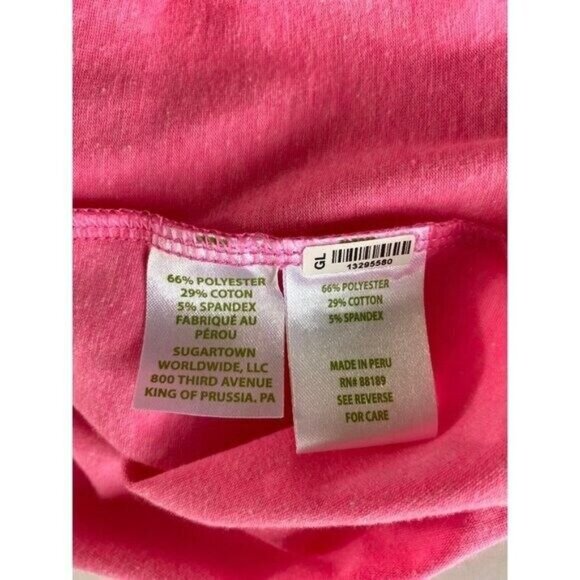 66% POLYESTER
29% COTON
5% SPANDEX
FABRIQUÉ AU
PÉROU
SUGARTOWN
WORLDWIDE, LLC
800 THIRD AVENUE
KING OF PRUSSIA. PA
GL
13295580
66% POLYESTER
29% COTTON
5% SPANDEX
MADE IN PERU
RN# 88189
SEE REVERSE
FOR CARE